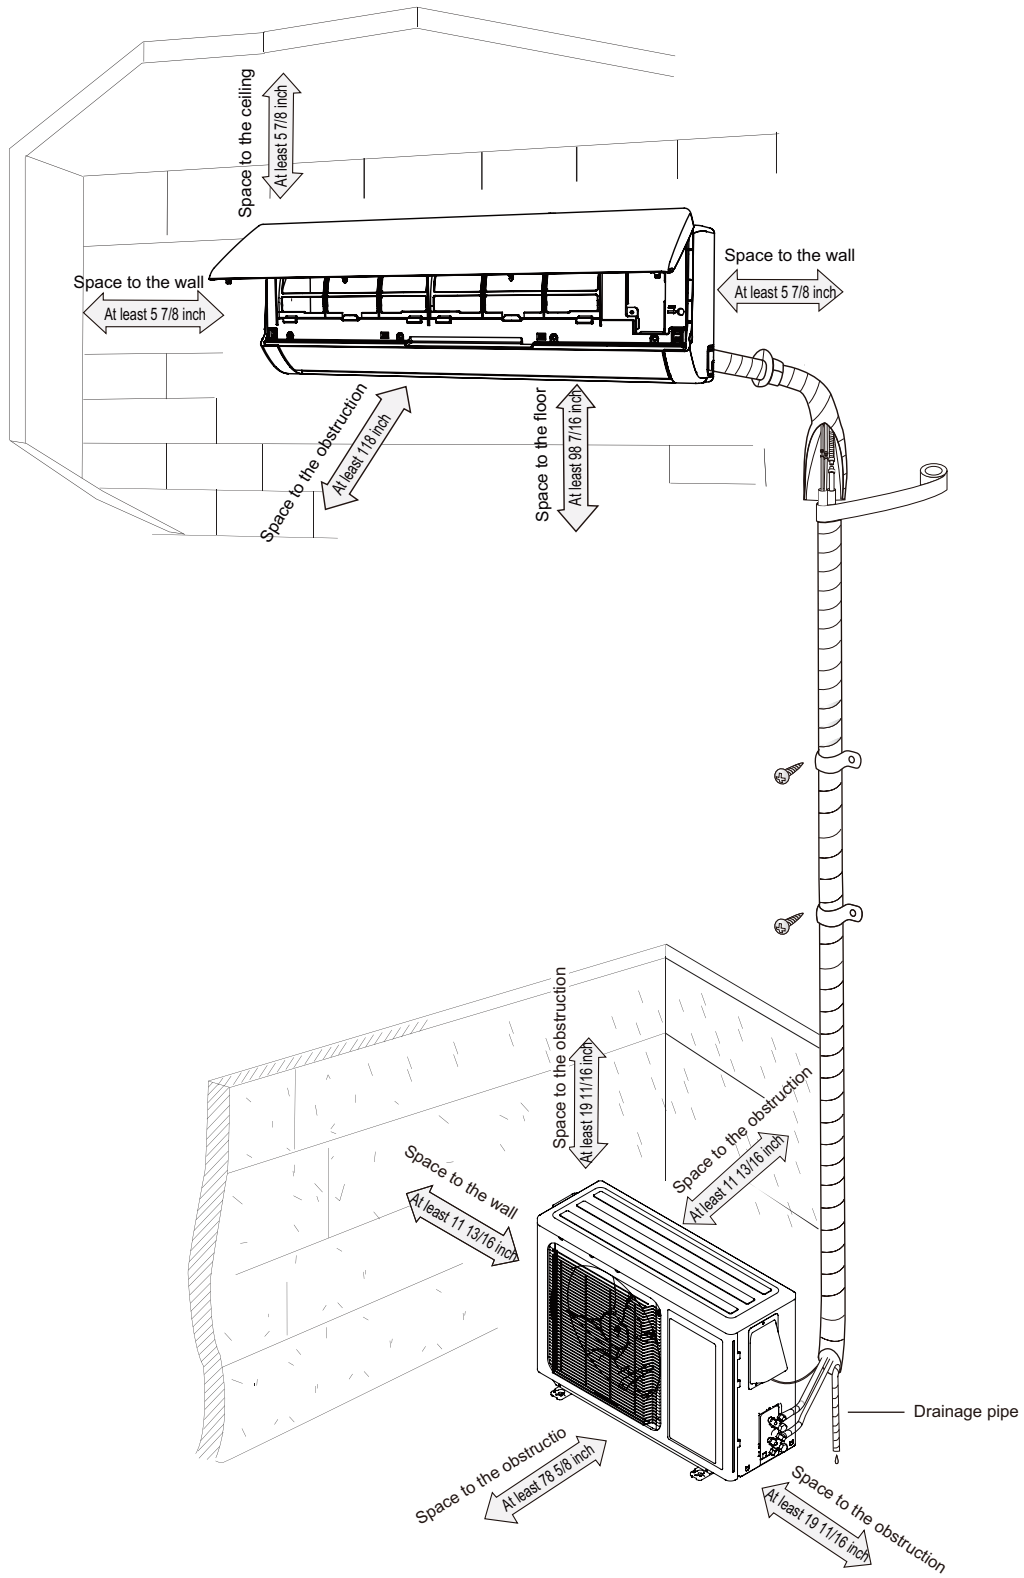 Space to the ceiling
At least 5 7/8 inch
Space to the wall
At least 5 7/8 inch
Space to the wall
At least 5 7/8 inch
Space to the obstruction
At least 118 inch
Space to the floor
At least 98 7/16 inch
Space to the obstruction
At least 19 11/16 inch
Space to the obstruction
At least 11 13/16 inch
Space to the wall
At least 11 13/16 inch
Drainage pipe
Space to the obstructio
At least 78 5/8 inch
Space to the obstruction
At least 19 11/16 inch